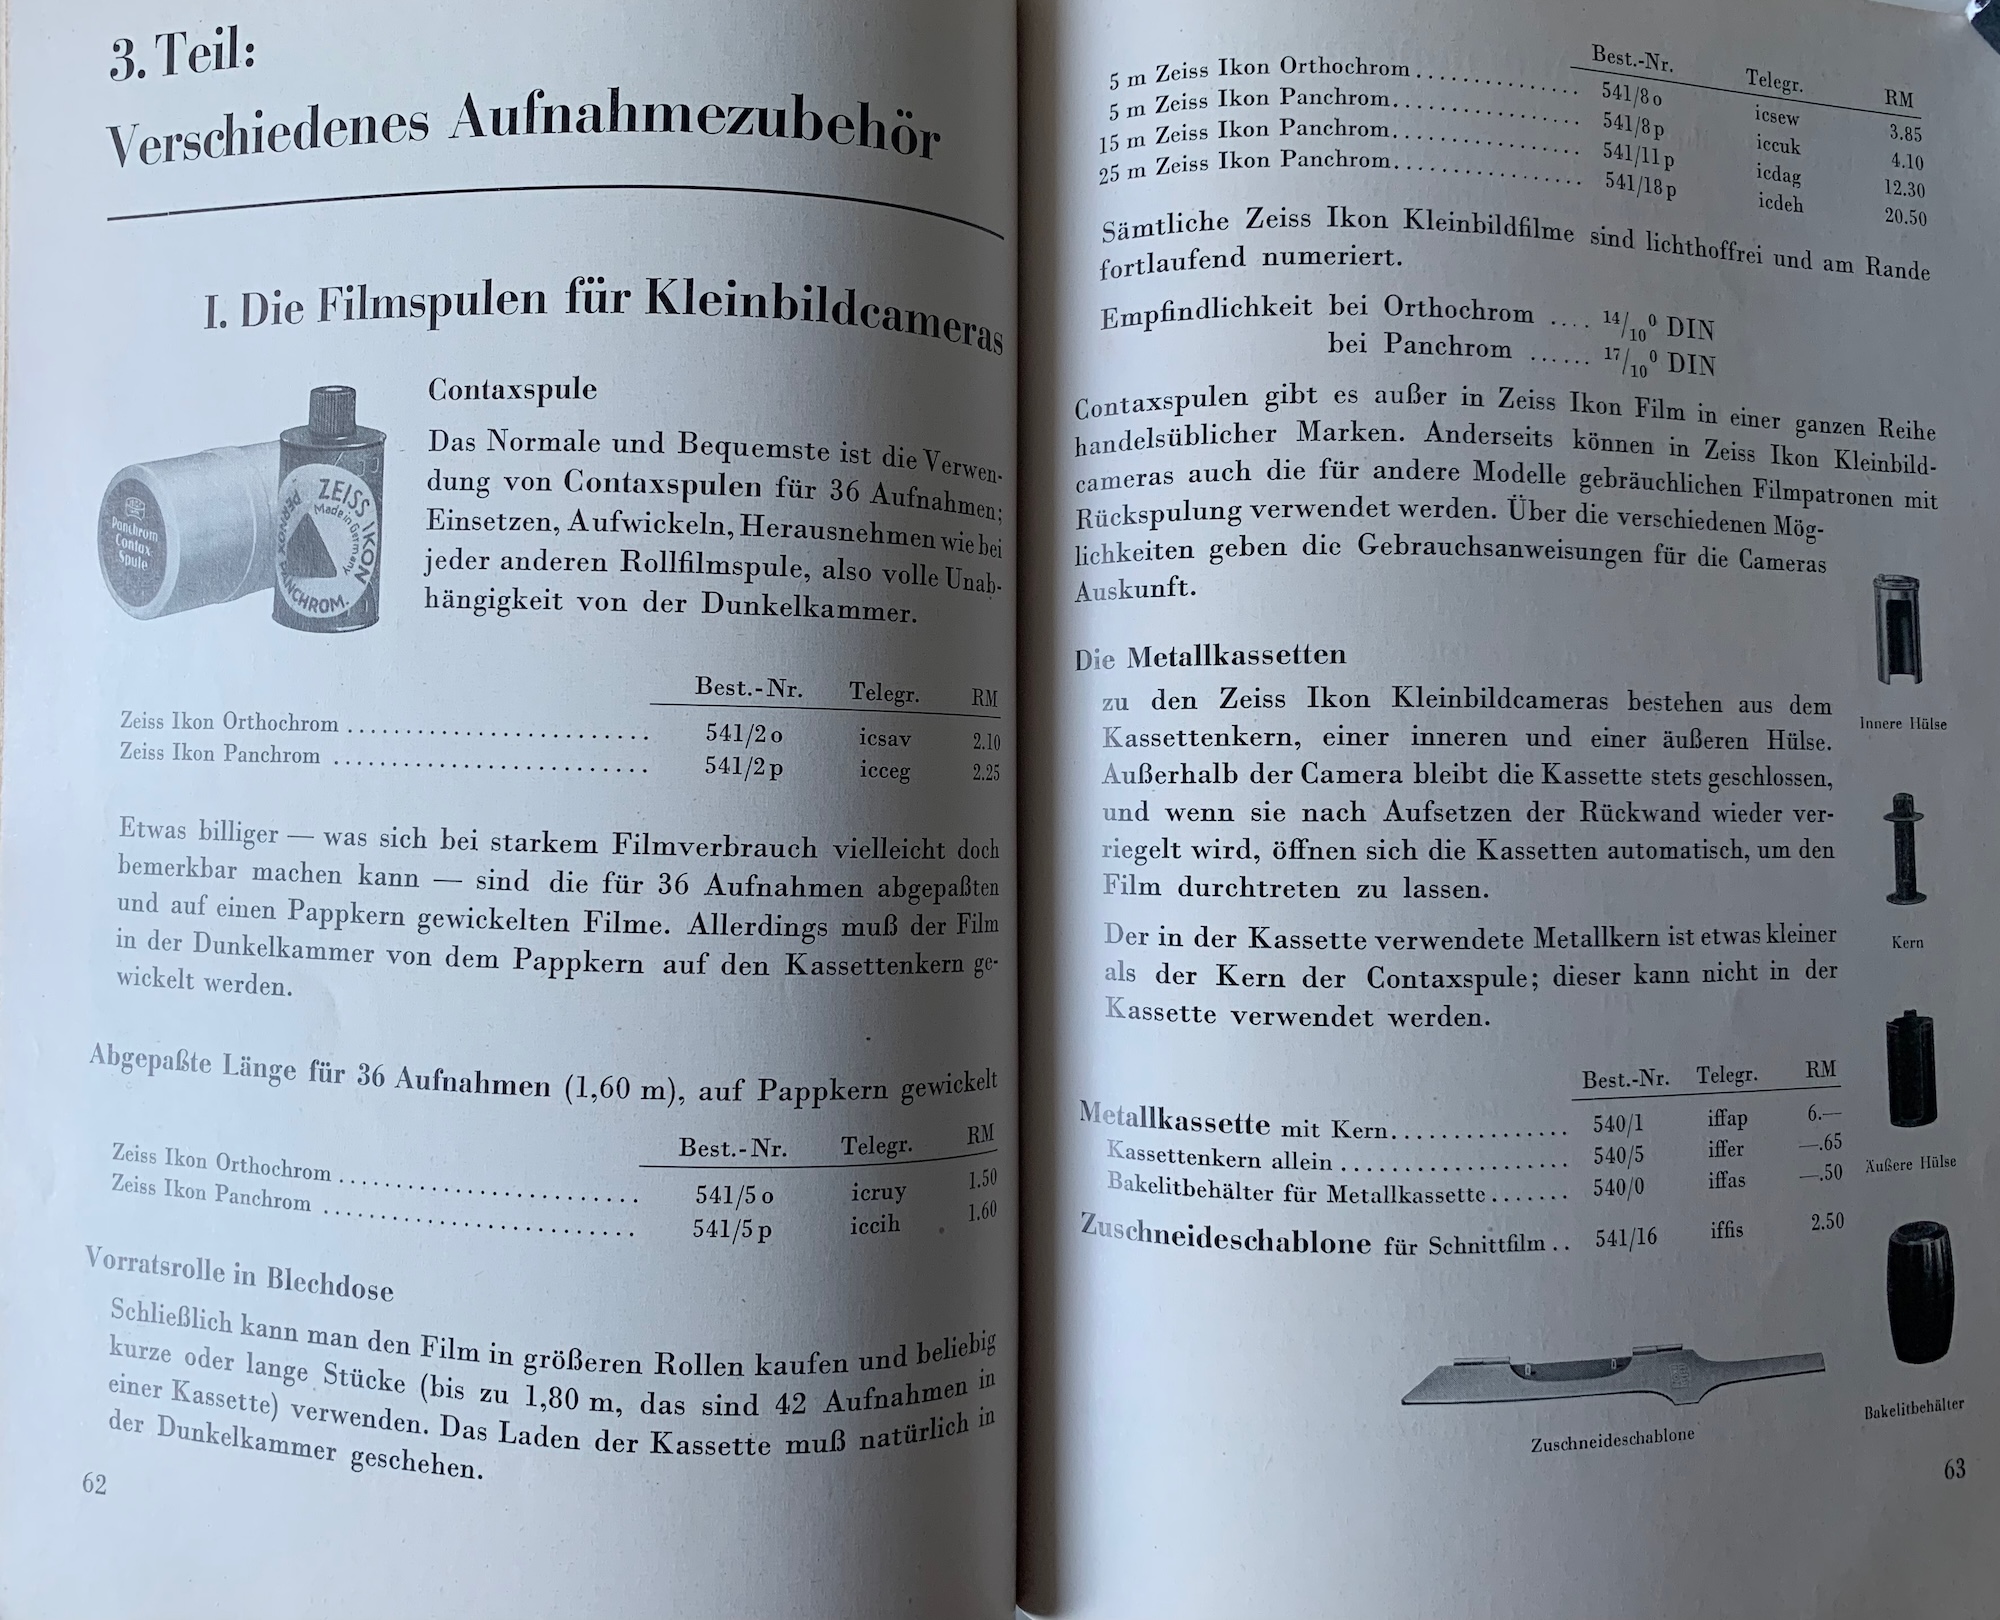 3. Teil:
Verschiedenes Aufnahmezubehör
I. Die Filmspulen für Kleinbildcameras
Panchrom
Contax-
Spule
ZEISS IKON
Made in Germany
PERNOX PANCHROM.
Contaxspule
Das Normale und Bequemste ist die Verwen-
dung von Contaxspulen für 36 Aufnahmen;
Einsetzen, Aufwickeln, Herausnehmen wie bei
jeder anderen Rollfilmspule, also volle Unab-
hängigkeit von der Dunkelkammer.
Best.-Nr. Telegr. RM
Zeiss Ikon Orthochrom .......................... 541/2 o icsav 2.10
Zeiss Ikon Panchrom ........................... 541/2 p icceg 2.25
Etwas billiger — was sich bei starkem Filmverbrauch vielleicht doch
bemerkbar machen kann — sind die für 36 Aufnahmen abgepaßten
und auf einen Pappkern gewickelten Filme. Allerdings muß der Film
in der Dunkelkammer von dem Pappkern auf den Kassettenkern ge-
wickelt werden.
Abgepaßte Länge für 36 Aufnahmen (1,60 m), auf Pappkern gewickelt
Best.-Nr. Telegr. RM
Zeiss Ikon Orthochrom .......................... 541/5 o icruy 1.50
Zeiss Ikon Panchrom ........................... 541/5 p iccih 1.60
Vorratsrolle in Blechdose
Schließlich kann man den Film in größeren Rollen kaufen und beliebig
kurze oder lange Stücke (bis zu 1,80 m, das sind 42 Aufnahmen in
einer Kassette) verwenden. Das Laden der Kassette muß natürlich in
der Dunkelkammer geschehen.
62
Best.-Nr. Telegr. RM
5 m Zeiss Ikon Orthochrom .............. 541/8 o icsew 3.85
5 m Zeiss Ikon Panchrom ................ 541/8 p iccuk 4.10
15 m Zeiss Ikon Panchrom ................ 541/11 p icdag 12.30
25 m Zeiss Ikon Panchrom ................ 541/18 p icdeh 20.50
Sämtliche Zeiss Ikon Kleinbildfilme sind lichthoffrei und am Rande
fortlaufend numeriert.
Empfindlichkeit bei Orthochrom .... 14/10⁰ DIN
bei Panchrom ...... 17/10⁰ DIN
Contaxspulen gibt es außer in Zeiss Ikon Film in einer ganzen Reihe
handelsüblicher Marken. Anderseits können in Zeiss Ikon Kleinbild-
cameras auch die für andere Modelle gebräuchlichen Filmpatronen mit
Rückspulung verwendet werden. Über die verschiedenen Mög-
lichkeiten geben die Gebrauchsanweisungen für die Cameras
Auskunft.
Die Metallkassetten
zu den Zeiss Ikon Kleinbildcameras bestehen aus dem
Kassettenkern, einer inneren und einer äußeren Hülse.
Außerhalb der Camera bleibt die Kassette stets geschlossen,
und wenn sie nach Aufsetzen der Rückwand wieder ver-
riegelt wird, öffnen sich die Kassetten automatisch, um den
Film durchtreten zu lassen.
Der in der Kassette verwendete Metallkern ist etwas kleiner
als der Kern der Contaxspule; dieser kann nicht in der
Kassette verwendet werden.
Best.-Nr. Telegr. RM
Metallkassette mit Kern............... 540/1 iffap 6.—
Kassettenkern allein ................... 540/5 iffer —.65
Bakelitbehälter für Metallkassette....... 540/0 iffas —.50
Zuschneideschablone für Schnittfilm.. 541/16 iffis 2.50
Innere Hülse
Kern
Äußere Hülse
Bakelitbehälter
Zuschneideschablone
63